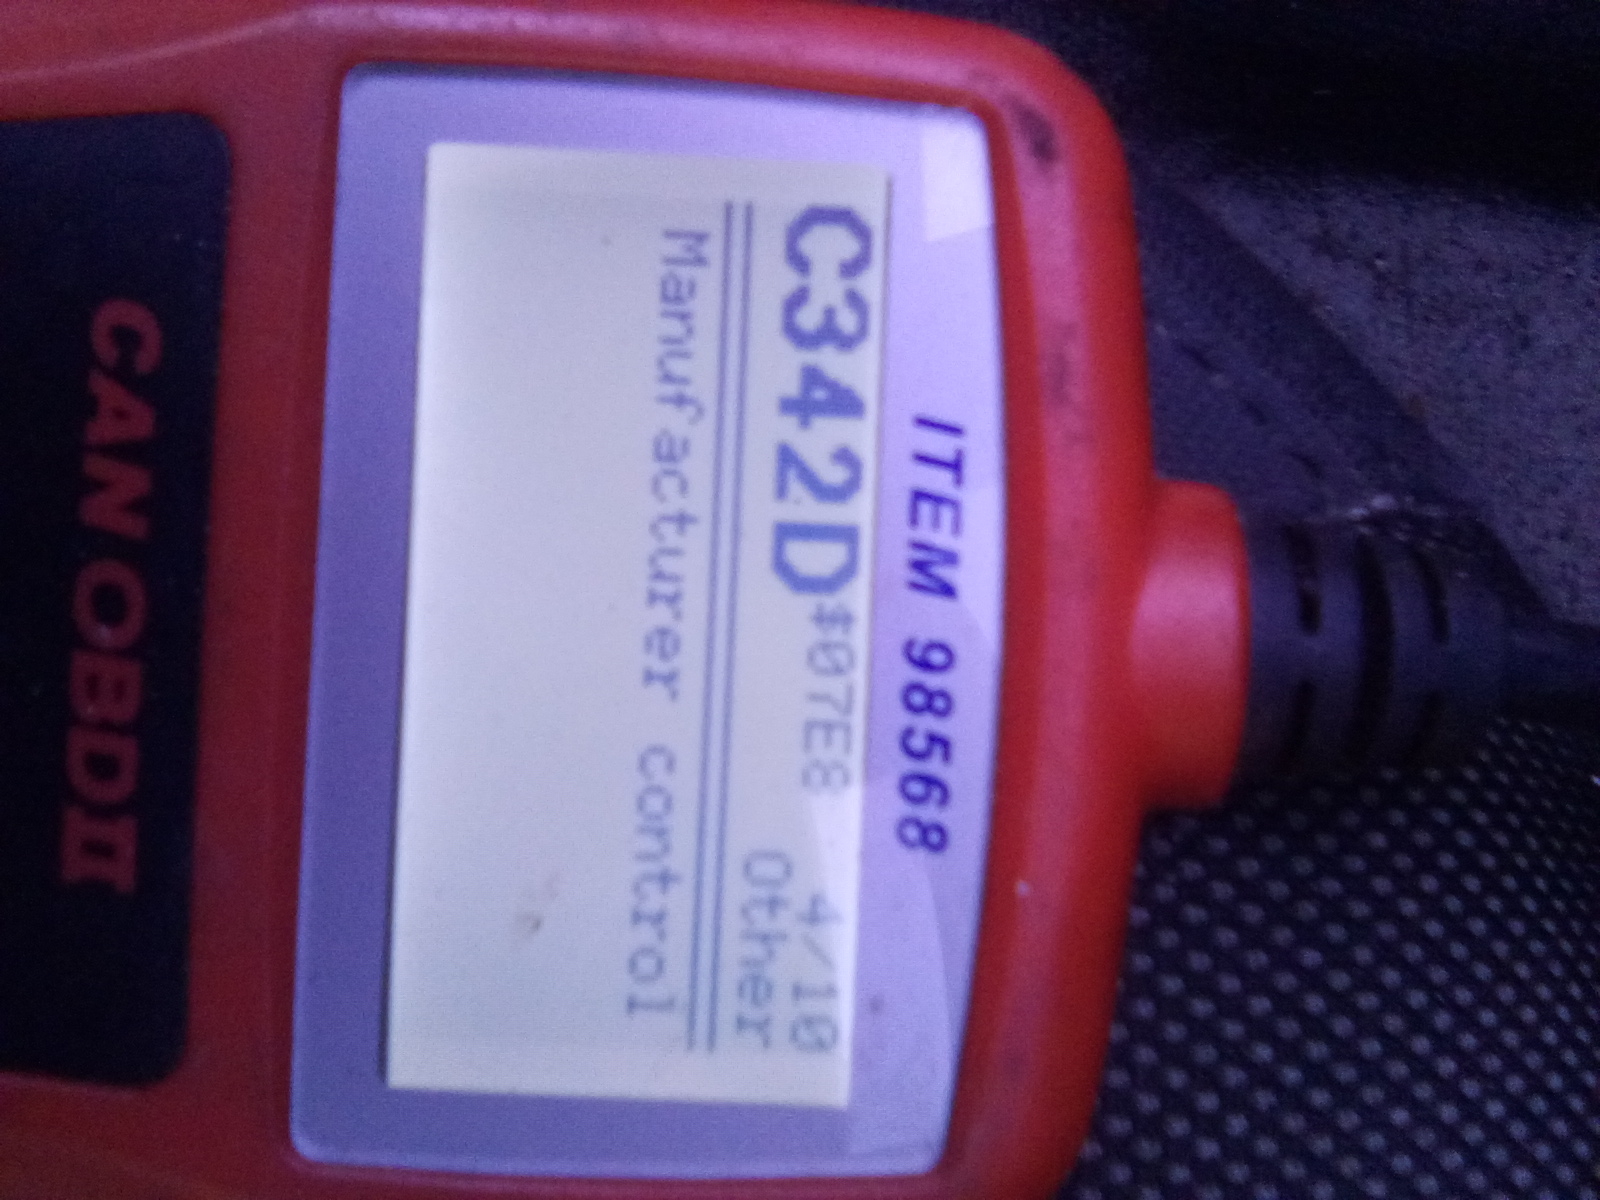 ITEM 98568
C342D $07E8 4/10
Other
Manufacturer control
CAN OBDII